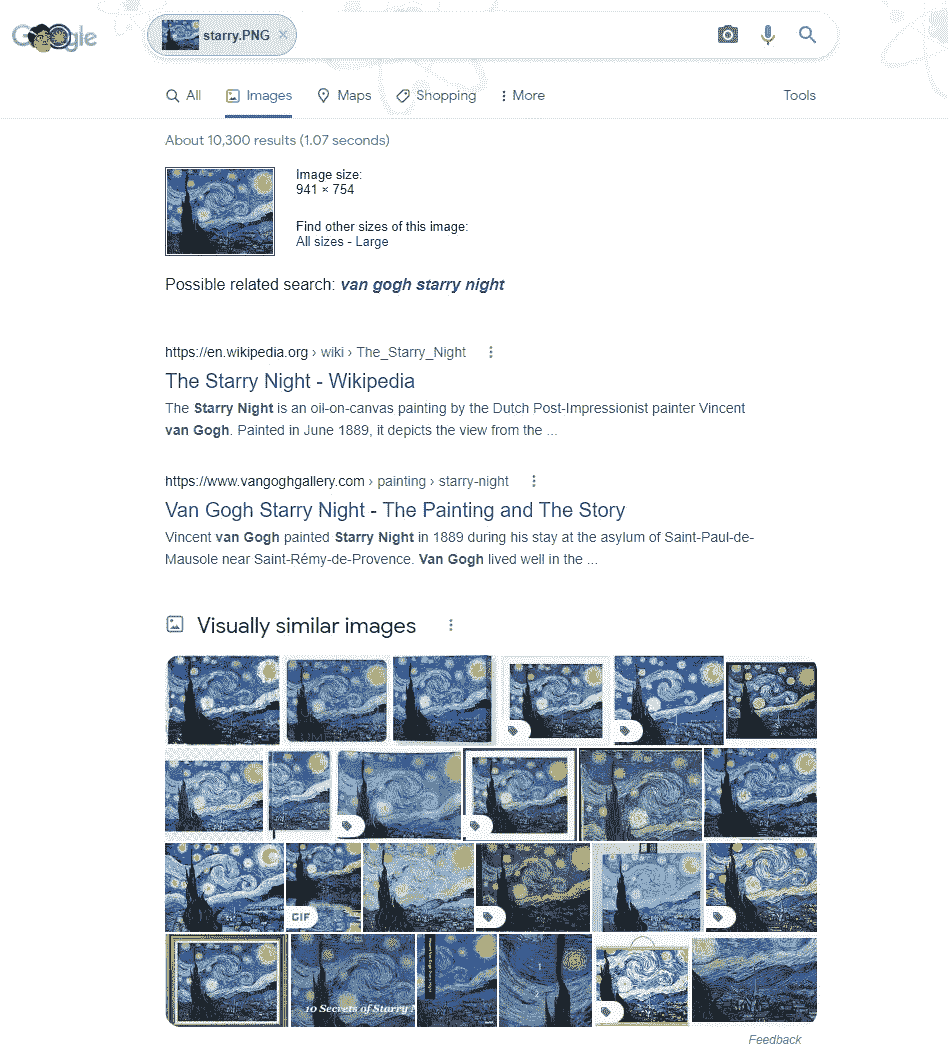 Google
starry.PNG ×
All Images Maps Shopping More Tools
About 10,300 results (1.07 seconds)
Image size:
941 × 754
Find other sizes of this image:
All sizes - Large
Possible related search: van gogh starry night
https://en.wikipedia.org › wiki › The_Starry_Night
The Starry Night - Wikipedia
The Starry Night is an oil-on-canvas painting by the Dutch Post-Impressionist painter Vincent
van Gogh. Painted in June 1889, it depicts the view from the ...
https://www.vangoghgallery.com › painting › starry-night
Van Gogh Starry Night - The Painting and The Story
Vincent van Gogh painted Starry Night in 1889 during his stay at the asylum of Saint-Paul-de-
Mausole near Saint-Rémy-de-Provence. Van Gogh lived well in the ...
Visually similar images
GIF
10 Secrets of Starry
Feedback